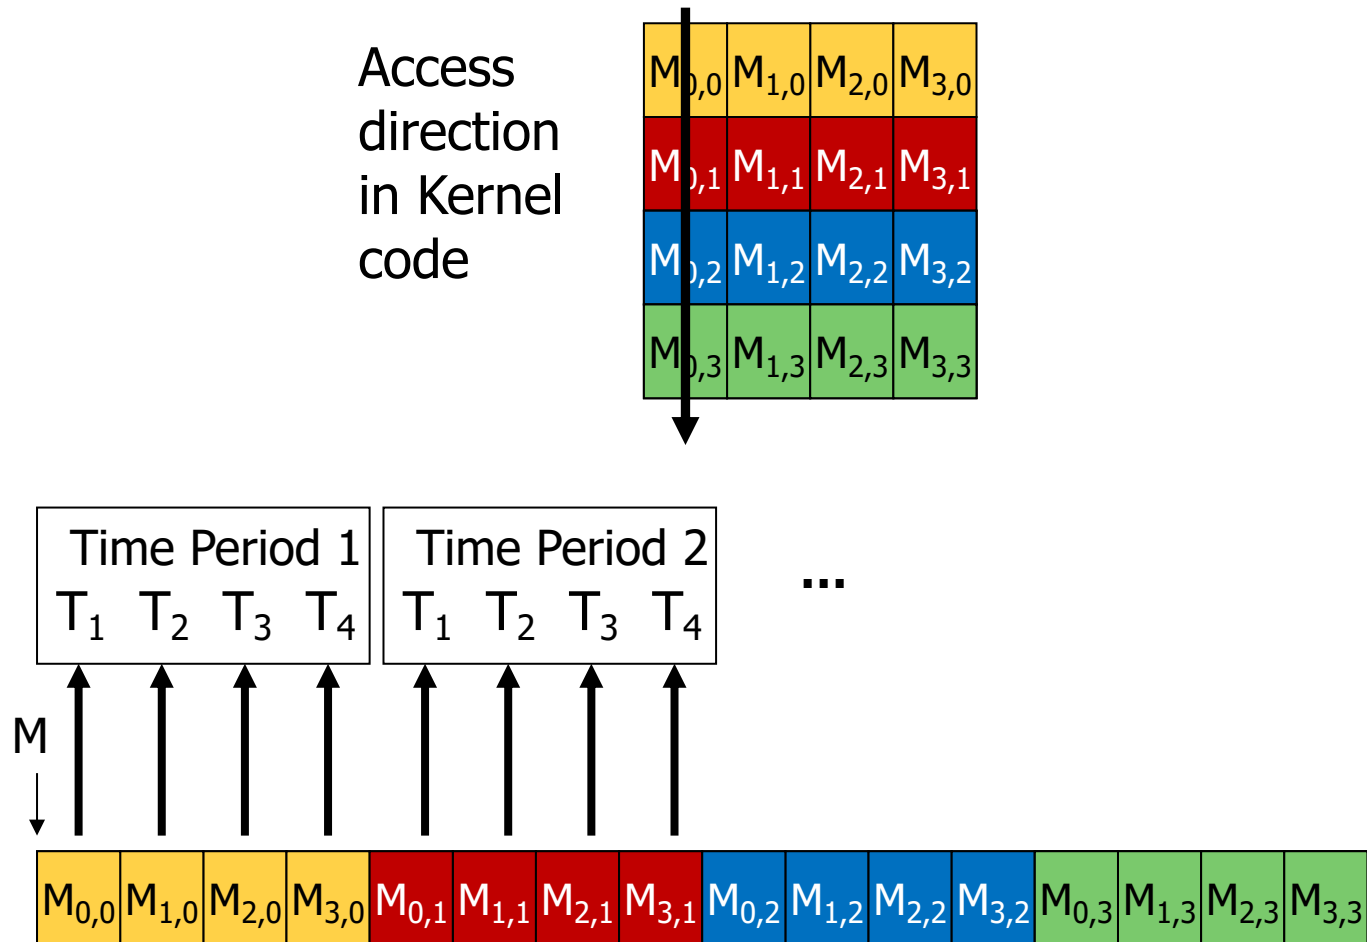 Access
direction
in Kernel
code
M0,0 M1,0 M2,0 M3,0
M0,1 M1,1 M2,1 M3,1
M0,2 M1,2 M2,2 M3,2
M0,3 M1,3 M2,3 M3,3
Time Period 1 Time Period 2 ...
T1 T2 T3 T4 T1 T2 T3 T4
M
M0,0 M1,0 M2,0 M3,0 M0,1 M1,1 M2,1 M3,1 M0,2 M1,2 M2,2 M3,2 M0,3 M1,3 M2,3 M3,3